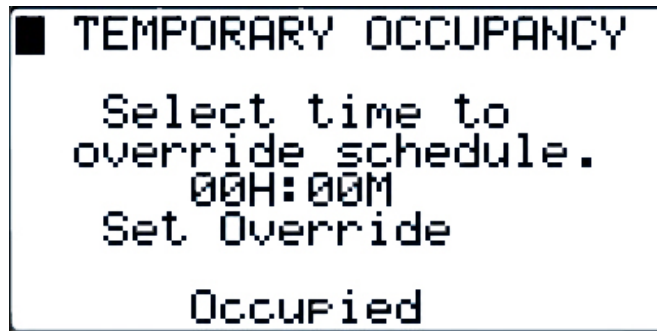 TEMPORARY OCCUPANCY
Select time to
override schedule.
00H:00M
Set Override
Occupied